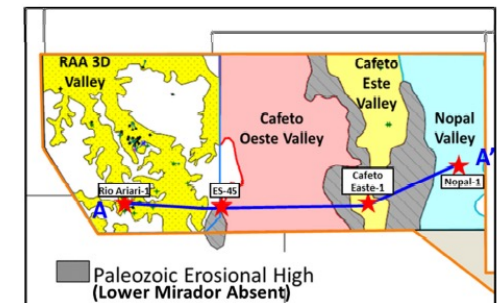 RAA 3D
Valley
Cafeto
Oeste Valley
Cafeto
Este
Valley
Nopal
Valley
A'
Rio Ariari-1
ES-45
Cafeto
Easte-1
Nopal-1
A
Paleozoic Erosional High
(Lower Mirador Absent)